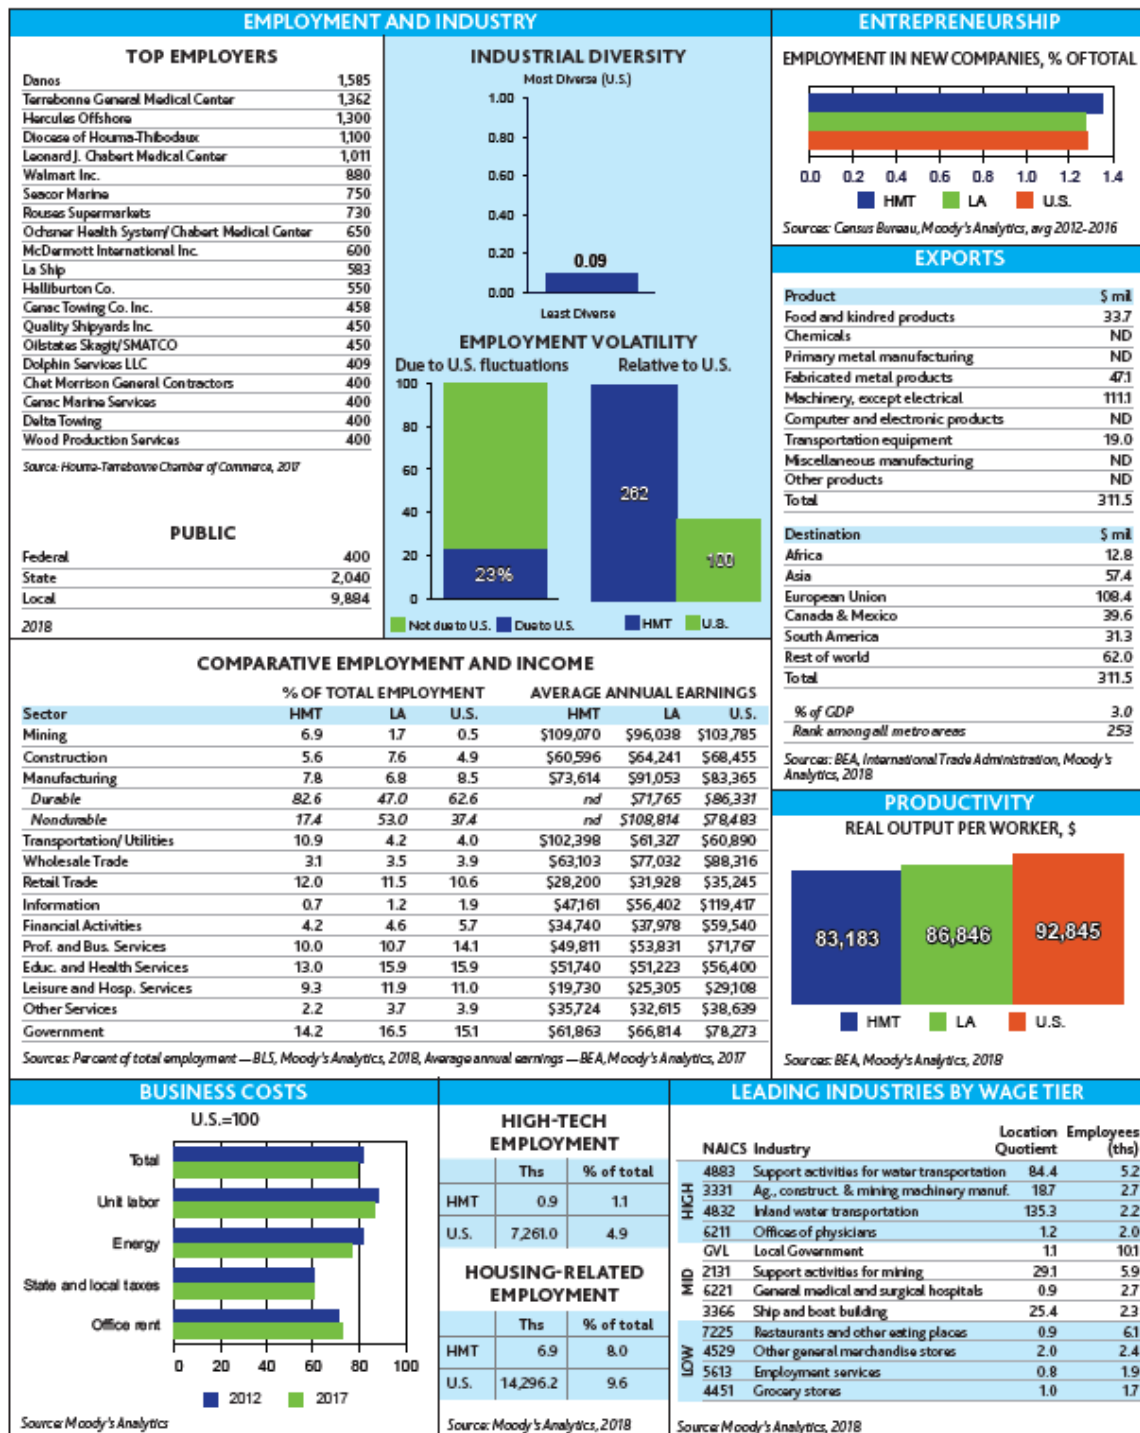 EMPLOYMENT AND INDUSTRY
TOP EMPLOYERS
Danos 1,585
Terrebonne General Medical Center 1,362
Hercules Offshore 1,300
Diocese of Houma-Thibodaux 1,100
Leonard J. Chabert Medical Center 1,011
Walmart Inc. 880
Seacor Marine 750
Rouses Supermarkets 730
Ochsner Health System/Chabert Medical Center 650
McDermott International Inc. 600
La Ship 583
Halliburton Co. 550
Cenac Towing Co. Inc. 458
Quality Shipyards Inc. 450
Oilstates Skagit/SMATCO 450
Dolphin Services LLC 409
Chet Morrison General Contractors 400
Cenac Marine Services 400
Delta Towing 400
Wood Production Services 400
Source: Houma-Terrebonne Chamber of Commerce, 2017
PUBLIC
Federal 400
State 2,040
Local 9,884
2018
INDUSTRIAL DIVERSITY
Most Diverse (U.S.)
1.00
0.80
0.60
0.40
0.20
0.00
0.09
Least Diverse
EMPLOYMENT VOLATILITY
Due to U.S. fluctuations
Relative to U.S.
100
80
60
40
20
0
23%
262
100
Not due to U.S. Due to U.S.
HMT U.S.
ENTREPRENEURSHIP
EMPLOYMENT IN NEW COMPANIES, % OF TOTAL
0.0 0.2 0.4 0.6 0.8 1.0 1.2 1.4
HMT LA U.S.
Sources: Census Bureau, Moody's Analytics, avg 2012-2016
EXPORTS
Product $ mil
Food and kindred products 33.7
Chemicals ND
Primary metal manufacturing ND
Fabricated metal products 47.1
Machinery, except electrical 111.1
Computer and electronic products ND
Transportation equipment 19.0
Miscellaneous manufacturing ND
Other products ND
Total 311.5
Destination $ mil
Africa 12.8
Asia 57.4
European Union 108.4
Canada & Mexico 39.6
South America 31.3
Rest of world 62.0
Total 311.5
% of GDP 3.0
Rank among all metro areas 253
Sources: BEA, International Trade Administration, Moody's
Analytics, 2018
COMPARATIVE EMPLOYMENT AND INCOME
% OF TOTAL EMPLOYMENT AVERAGE ANNUAL EARNINGS
Sector HMT LA U.S. HMT LA U.S.
Mining 6.9 1.7 0.5 $109,070 $96,038 $103,785
Construction 5.6 7.6 4.9 $60,596 $64,241 $68,455
Manufacturing 7.8 6.8 8.5 $73,614 $91,053 $83,365
Durable 82.6 47.0 62.6 nd $71,765 $86,331
Nondurable 17.4 53.0 37.4 nd $108,814 $78,483
Transportation/Utilities 10.9 4.2 4.0 $102,398 $61,327 $60,890
Wholesale Trade 3.1 3.5 3.9 $63,103 $77,032 $88,316
Retail Trade 12.0 11.5 10.6 $28,200 $31,928 $35,245
Information 0.7 1.2 1.9 $47,161 $56,402 $119,417
Financial Activities 4.2 4.6 5.7 $34,740 $37,978 $59,540
Prof. and Bus. Services 10.0 10.7 14.1 $49,811 $53,831 $71,767
Educ. and Health Services 13.0 15.9 15.9 $51,740 $51,223 $56,400
Leisure and Hosp. Services 9.3 11.9 11.0 $19,730 $25,305 $29,108
Other Services 2.2 3.7 3.9 $35,724 $32,615 $38,639
Government 14.2 16.5 15.1 $61,863 $66,814 $78,273
Sources: Percent of total employment — BLS, Moody's Analytics, 2018, Average annual earnings — BEA, Moody's Analytics, 2017
PRODUCTIVITY
REAL OUTPUT PER WORKER, $
83,183 86,846 92,845
HMT LA U.S.
Sources: BEA, Moody's Analytics, 2018
BUSINESS COSTS
U.S.=100
Total
Unit labor
Energy
State and local taxes
Office rent
0 20 40 60 80 100
2012 2017
Source: Moody's Analytics
HIGH-TECH
EMPLOYMENT
Ths % of total
HMT 0.9 1.1
U.S. 7,261.0 4.9
HOUSING-RELATED
EMPLOYMENT
Ths % of total
HMT 6.9 8.0
U.S. 14,296.2 9.6
Source: Moody's Analytics, 2018
LEADING INDUSTRIES BY WAGE TIER
Location Employees
NAICS Industry Quotient (ths)
HIGH
4883 Support activities for water transportation 84.4 5.2
3331 Ag., construct. & mining machinery manuf. 18.7 2.7
4832 Inland water transportation 135.3 2.2
6211 Offices of physicians 1.2 2.0
MID
GVL Local Government 1.1 10.1
2131 Support activities for mining 29.1 5.9
6221 General medical and surgical hospitals 0.9 2.7
3366 Ship and boat building 25.4 2.3
LOW
7225 Restaurants and other eating places 0.9 6.1
4529 Other general merchandise stores 2.0 2.4
5613 Employment services 0.8 1.9
4451 Grocery stores 1.0 1.7
Source: Moody's Analytics, 2018